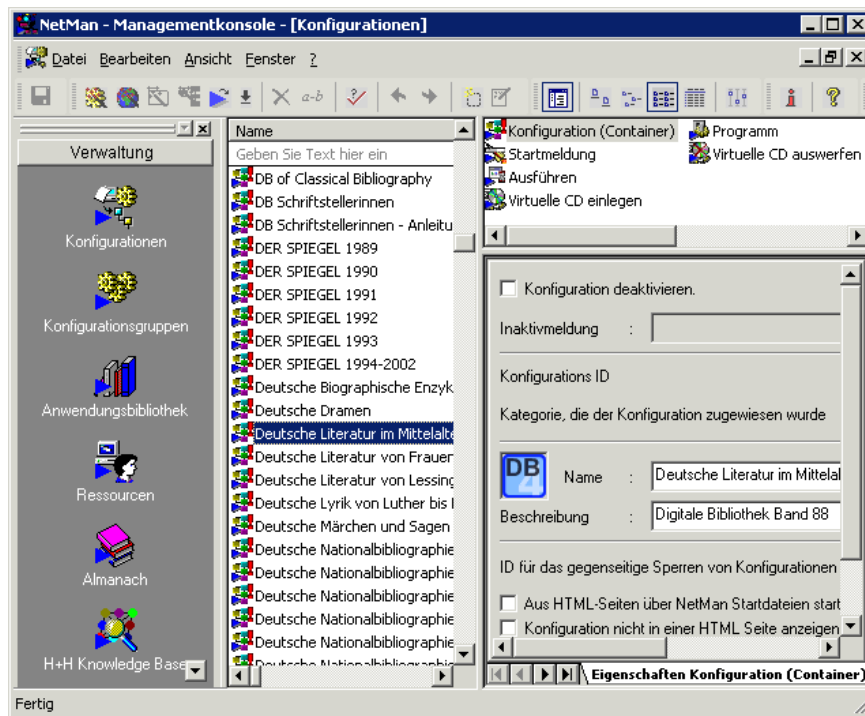 NetMan - Managementkonsole - [Konfigurationen]
Datei Bearbeiten Ansicht Fenster ?
a-b
Verwaltung
Konfigurationen
Konfigurationsgruppen
Anwendungsbibliothek
Ressourcen
Almanach
H+H Knowledge Base
Name
Geben Sie Text hier ein
DB of Classical Bibliography
DB Schriftstellerinnen
DB Schriftstellerinnen - Anleitu
DER SPIEGEL 1989
DER SPIEGEL 1990
DER SPIEGEL 1991
DER SPIEGEL 1992
DER SPIEGEL 1993
DER SPIEGEL 1994-2002
Deutsche Biographische Enzyk
Deutsche Dramen
Deutsche Literatur im Mittelalte
Deutsche Literatur von Frauen
Deutsche Literatur von Lessing
Deutsche Lyrik von Luther bis
Deutsche Märchen und Sagen
Deutsche Nationalbibliographie
Deutsche Nationalbibliographie
Deutsche Nationalbibliographie
Deutsche Nationalbibliographie
Deutsche Nationalbibliographie
Deutsche Nationalbibliographie
Konfiguration (Container)
Programm
Startmeldung
Virtuelle CD auswerfen
Ausführen
Virtuelle CD einlegen
Konfiguration deaktivieren.
Inaktivmeldung :
Konfigurations ID
Kategorie, die der Konfiguration zugewiesen wurde
DB 4
Name : Deutsche Literatur im Mittelal
Beschreibung : Digitale Bibliothek Band 88
ID für das gegenseitige Sperren von Konfigurationen
Aus HTML-Seiten über NetMan Startdateien start
Konfiguration nicht in einer HTML Seite anzeigen
Eigenschaften Konfiguration (Container)
Fertig